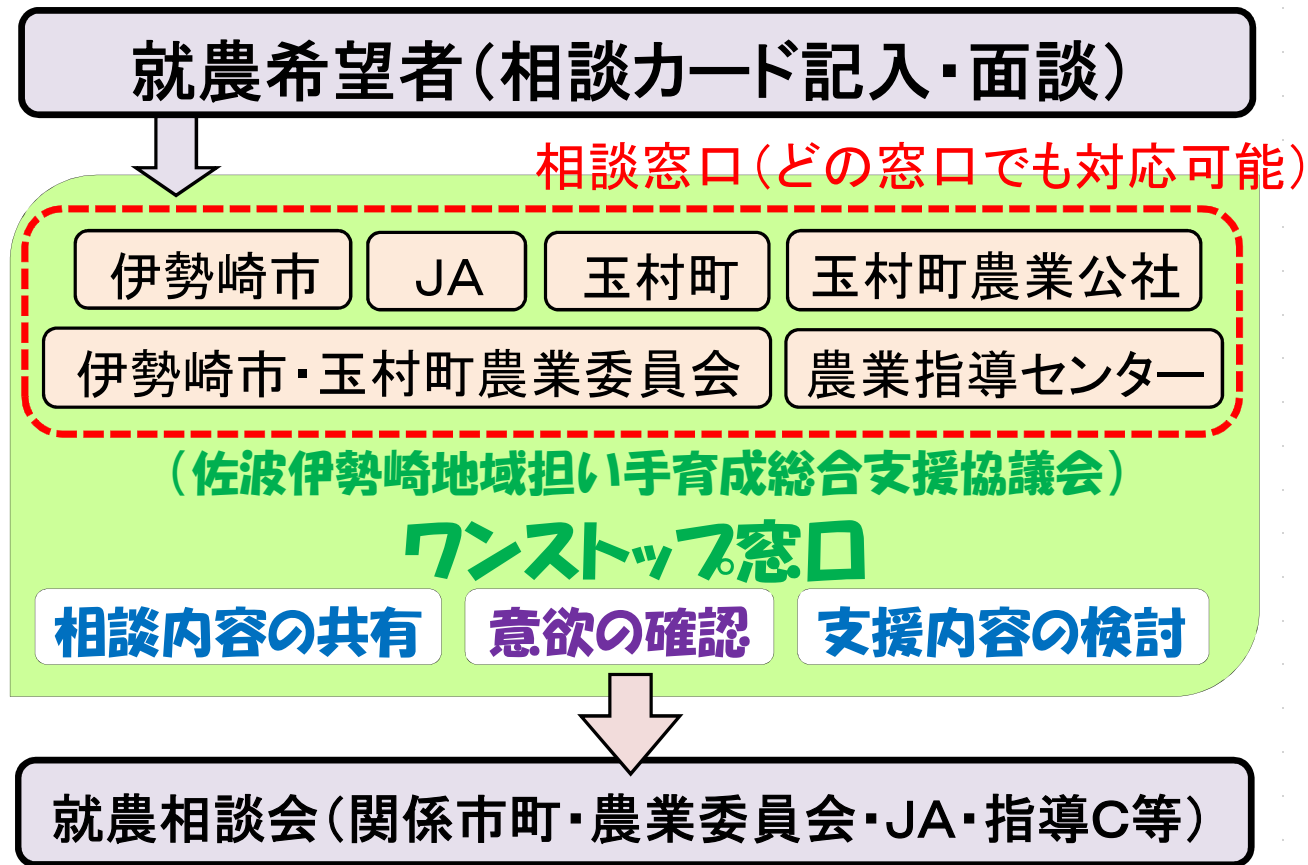 就農希望者(相談カード記入・面談)
相談窓口(どの窓口でも対応可能)
伊勢崎市
JA
玉村町
玉村町農業公社
伊勢崎市・玉村町農業委員会
農業指導センター
(佐波伊勢崎地域担い手育成総合支援協議会)
ワンストップ窓口
相談内容の共有
意欲の確認
支援内容の検討
就農相談会(関係市町・農業委員会・JA・指導C等)